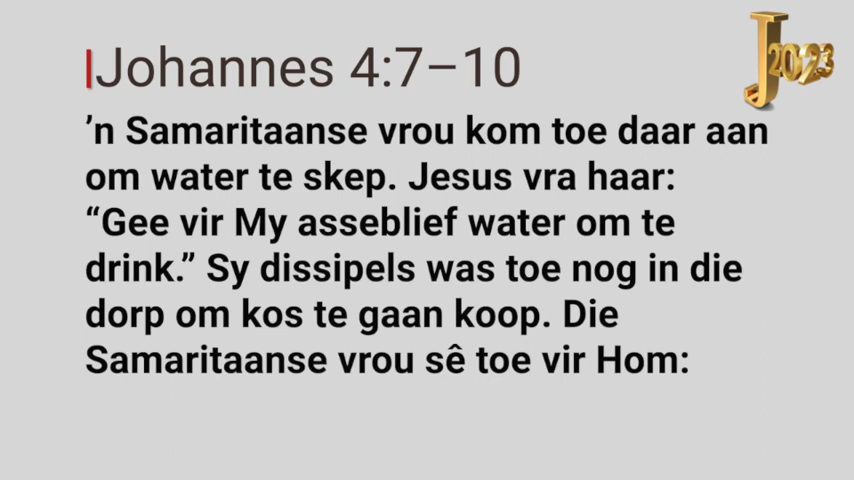 Johannes 4:7–10
’n Samaritaanse vrou kom toe daar aan
om water te skep. Jesus vra haar:
“Gee vir My asseblief water om te
drink.” Sy dissipels was toe nog in die
dorp om kos te gaan koop. Die
Samaritaanse vrou sê toe vir Hom:
J
2023